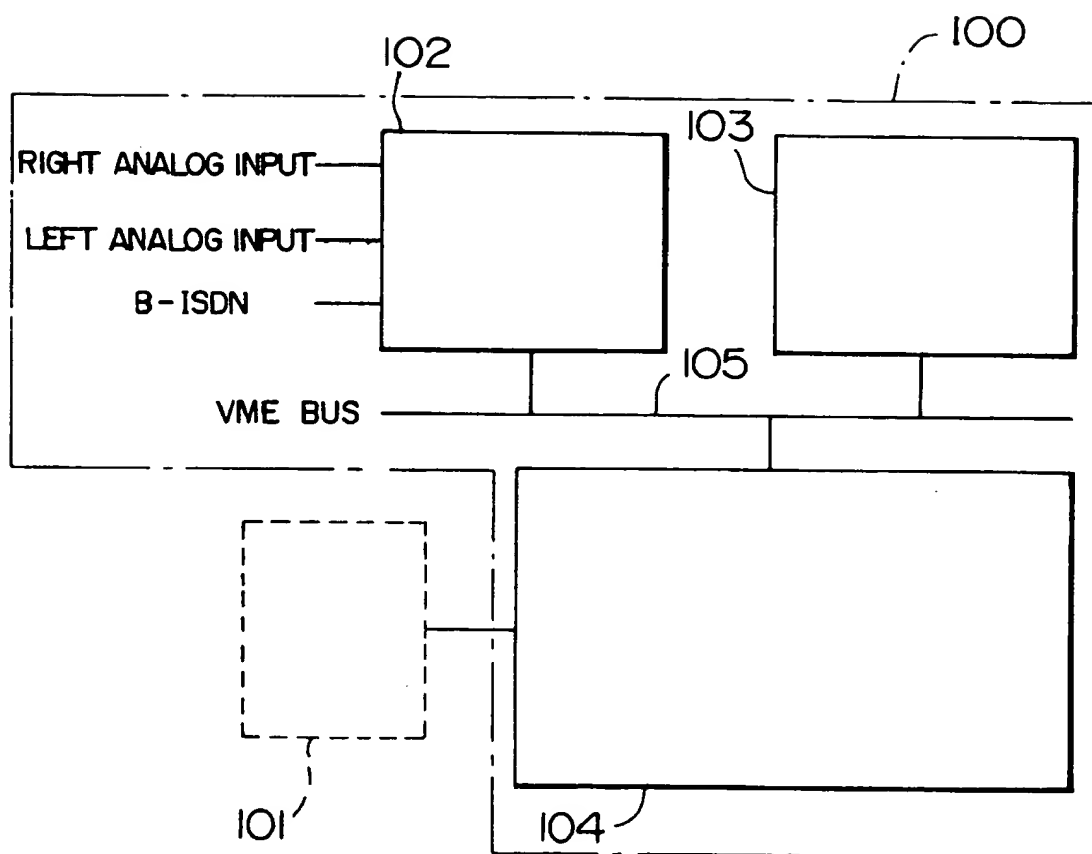 100
102
103
RIGHT ANALOG INPUT
LEFT ANALOG INPUT
B-ISDN
105
VME BUS
101
104